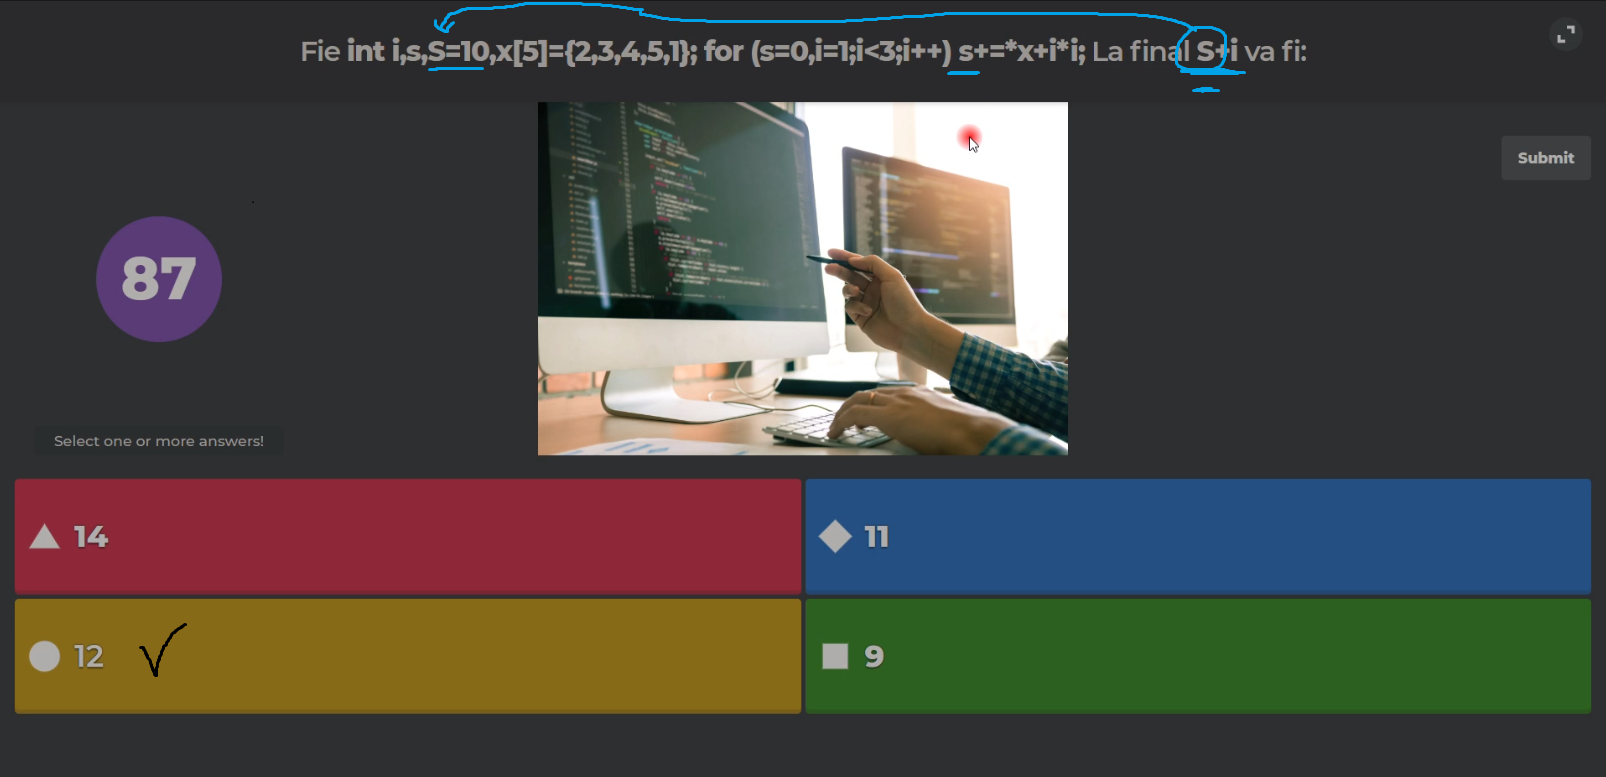 Fie int i,s,S=10,x[5]={2,3,4,5,1}; for (s=0,i=1;i<3;i++) s+=*x+i*i; La final S+i va fi:
Submit
87
Select one or more answers!
14
11
12
9